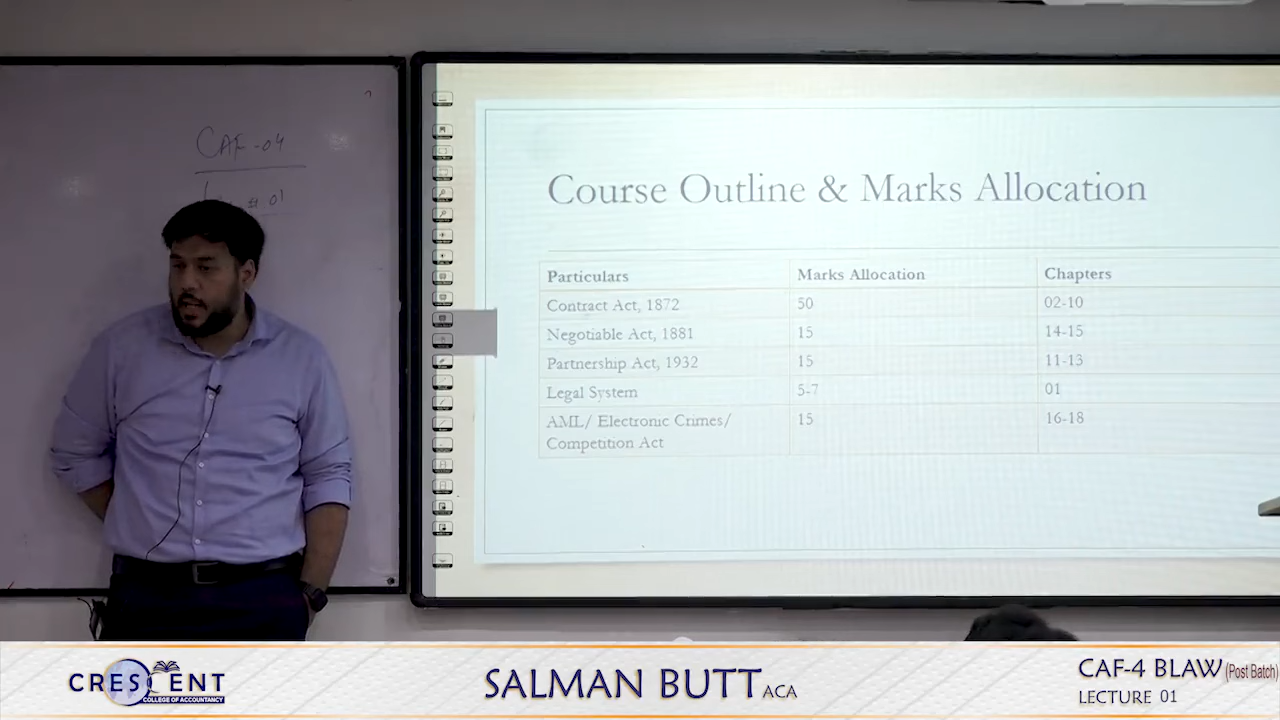 CAF-04
# 01
Course Outline & Marks Allocation
Particulars Marks Allocation Chapters
Contract Act, 1872 50 02-10
Negotiable Act, 1881 15 14-15
Partnership Act, 1932 15 11-13
Legal System 5-7 01
AML/ Electronic Crimes/ 15 16-18
Competition Act
CRESCENT
COLLEGE OF ACCOUNTANCY
SALMAN BUTT ACA
CAF-4 BLAW (Post Batch)
LECTURE 01